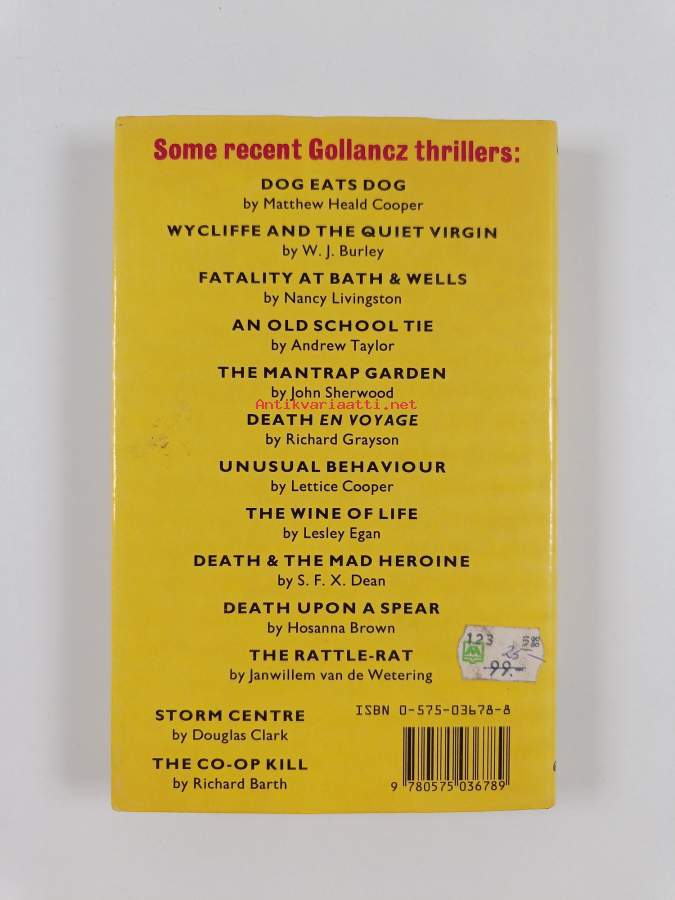 Some recent Gollancz thrillers:
DOG EATS DOG
by Matthew Heald Cooper
WYCLIFFE AND THE QUIET VIRGIN
by W. J. Burley
FATALITY AT BATH & WELLS
by Nancy Livingston
AN OLD SCHOOL TIE
by Andrew Taylor
THE MANTRAP GARDEN
by John Sherwood
Antikvariaatti.net
DEATH EN VOYAGE
by Richard Grayson
UNUSUAL BEHAVIOUR
by Lettice Cooper
THE WINE OF LIFE
by Lesley Egan
DEATH & THE MAD HEROINE
by S. F. X. Dean
DEATH UPON A SPEAR
by Hosanna Brown
THE RATTLE-RAT
by Janwillem van de Wetering
123
25
99.-
STORM CENTRE
by Douglas Clark
THE CO-OP KILL
by Richard Barth
ISBN 0-575-03678-8
9 780575 036789